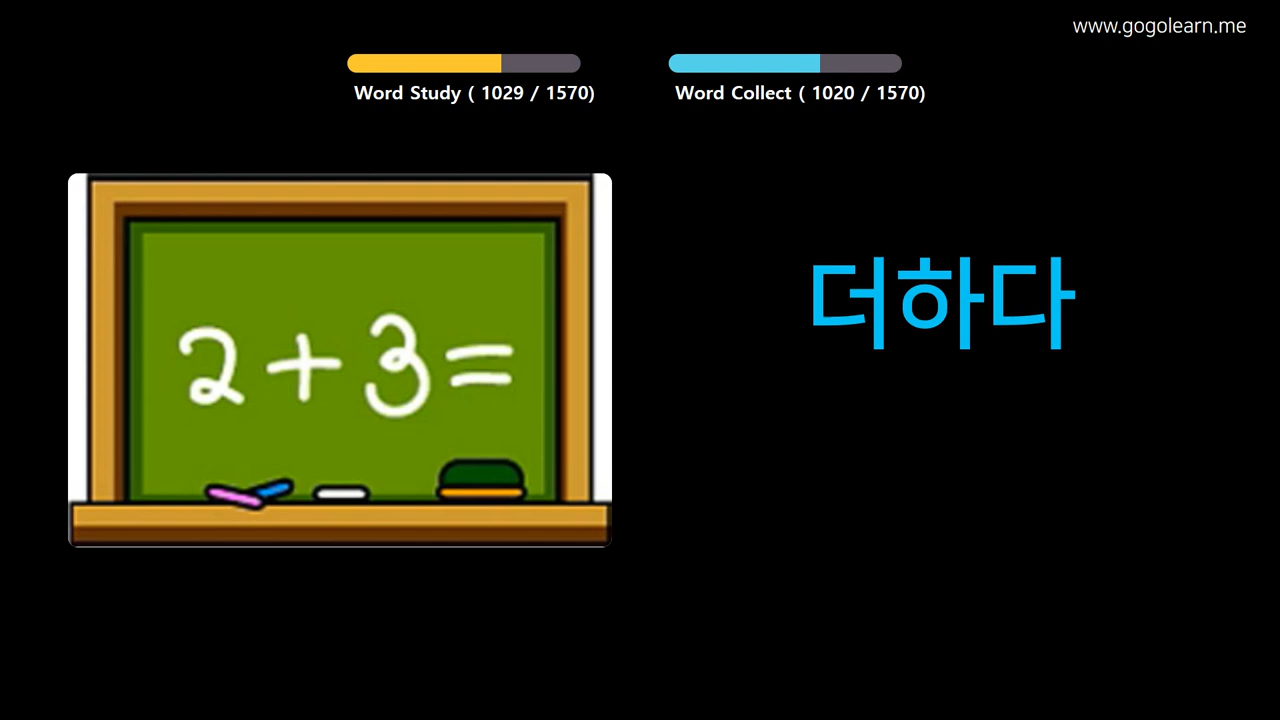 www.gogolearn.me
Word Study ( 1029 / 1570)
Word Collect ( 1020 / 1570)
2 + 3 =
더하다